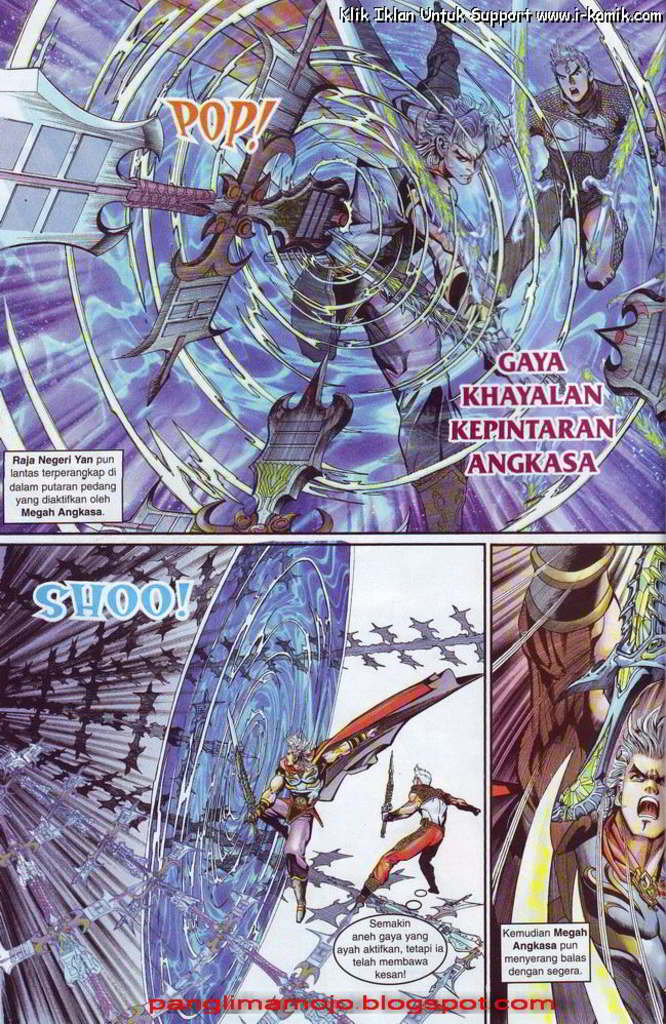 Klik Iklan Untuk Support www.i-komik.com
POP!
GAYA
KHAYALAN
KEPINTARAN
ANGKASA
Raja Negeri Yan pun
lantas terperangkap di
dalam putaran pedang
yang diaktifkan oleh
Megah Angkasa.
SHOO!
Semakin
aneh gaya yang
ayah aktifkan, tetapi ia
telah membawa
kesan!
Kemudian Megah
Angkasa pun
menyerang balas
dengan segera.
panglimamojo.blogspot.com